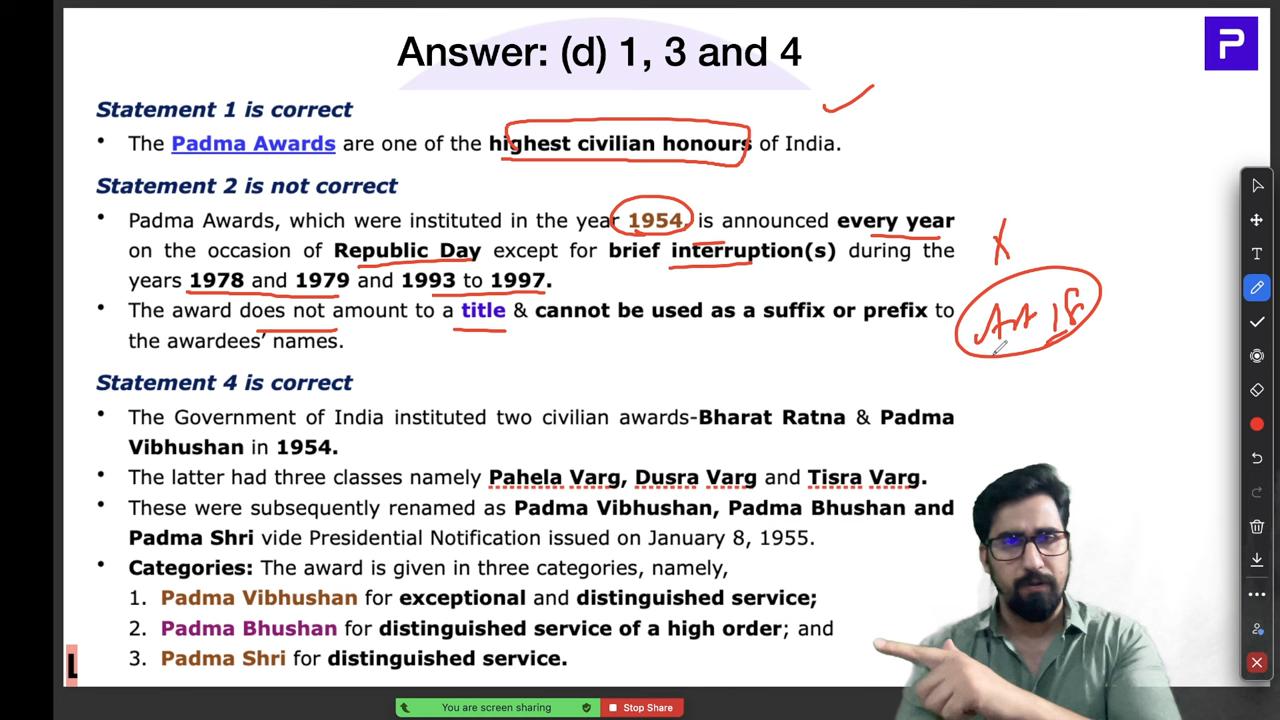 Answer: (d) 1, 3 and 4
P
Statement 1 is correct
• The Padma Awards are one of the highest civilian honours of India.
Statement 2 is not correct
• Padma Awards, which were instituted in the year 1954, is announced every year
on the occasion of Republic Day except for brief interruption(s) during the
years 1978 and 1979 and 1993 to 1997.
• The award does not amount to a title & cannot be used as a suffix or prefix to
the awardees’ names.
Art 18
Statement 4 is correct
• The Government of India instituted two civilian awards-Bharat Ratna & Padma
Vibhushan in 1954.
• The latter had three classes namely Pahela Varg, Dusra Varg and Tisra Varg.
• These were subsequently renamed as Padma Vibhushan, Padma Bhushan and
Padma Shri vide Presidential Notification issued on January 8, 1955.
• Categories: The award is given in three categories, namely,
1. Padma Vibhushan for exceptional and distinguished service;
2. Padma Bhushan for distinguished service of a high order; and
3. Padma Shri for distinguished service.
L
You are screen sharing
Stop Share
T